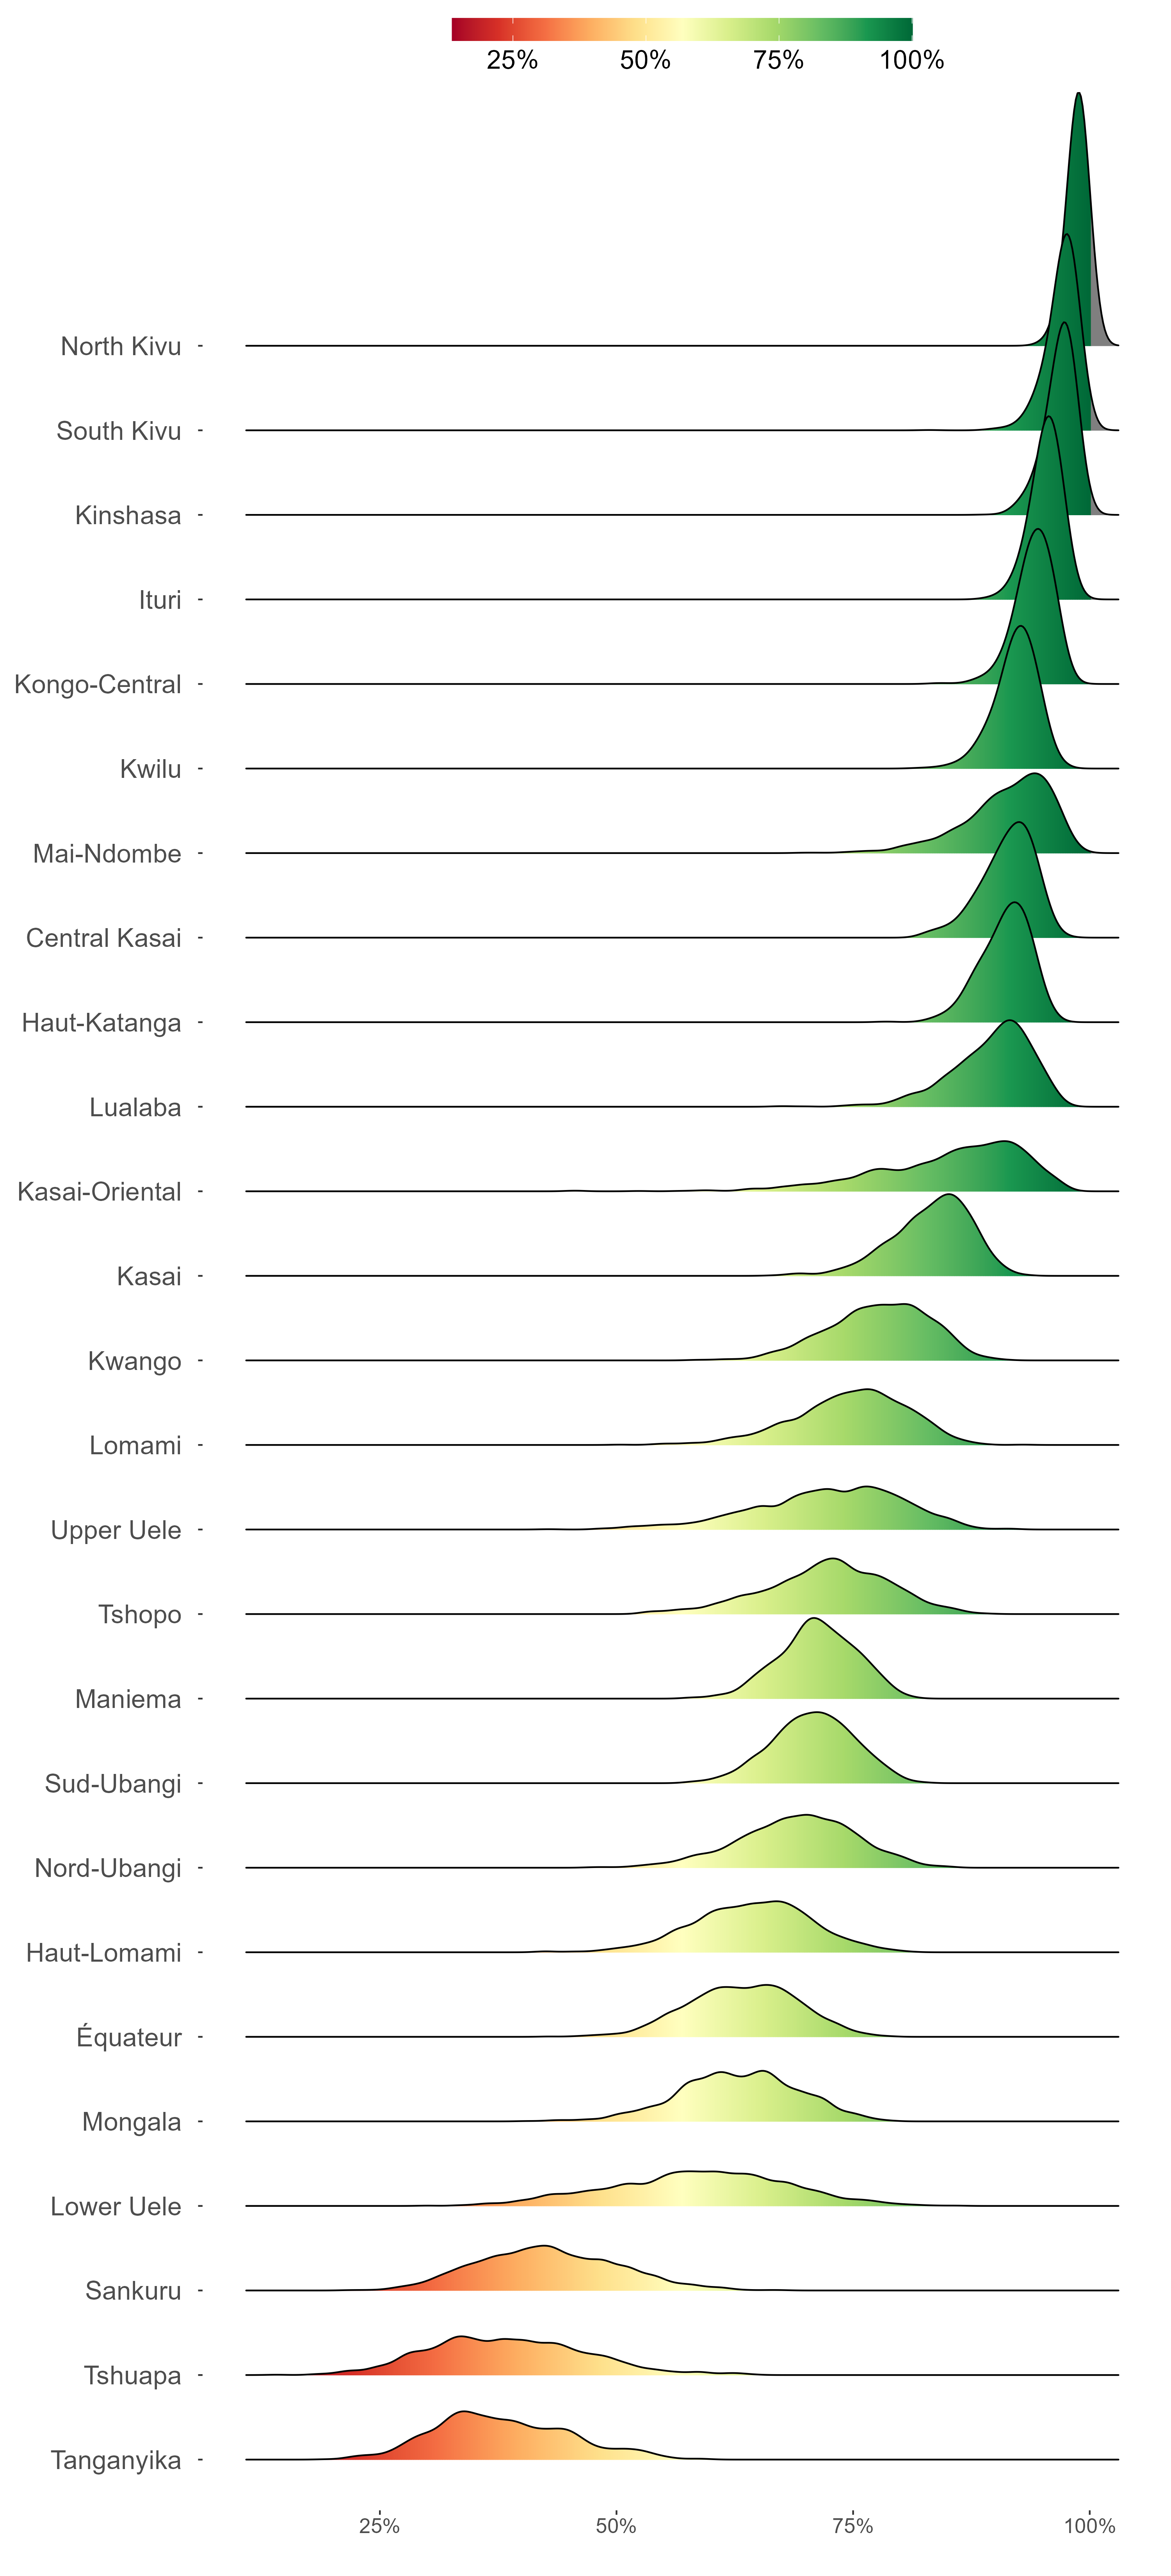 25% 50% 75% 100%
North Kivu
South Kivu
Kinshasa
Ituri
Kongo-Central
Kwilu
Mai-Ndombe
Central Kasai
Haut-Katanga
Lualaba
Kasai-Oriental
Kasai
Kwango
Lomami
Upper Uele
Tshopo
Maniema
Sud-Ubangi
Nord-Ubangi
Haut-Lomami
Équateur
Mongala
Lower Uele
Sankuru
Tshuapa
Tanganyika
25% 50% 75% 100%